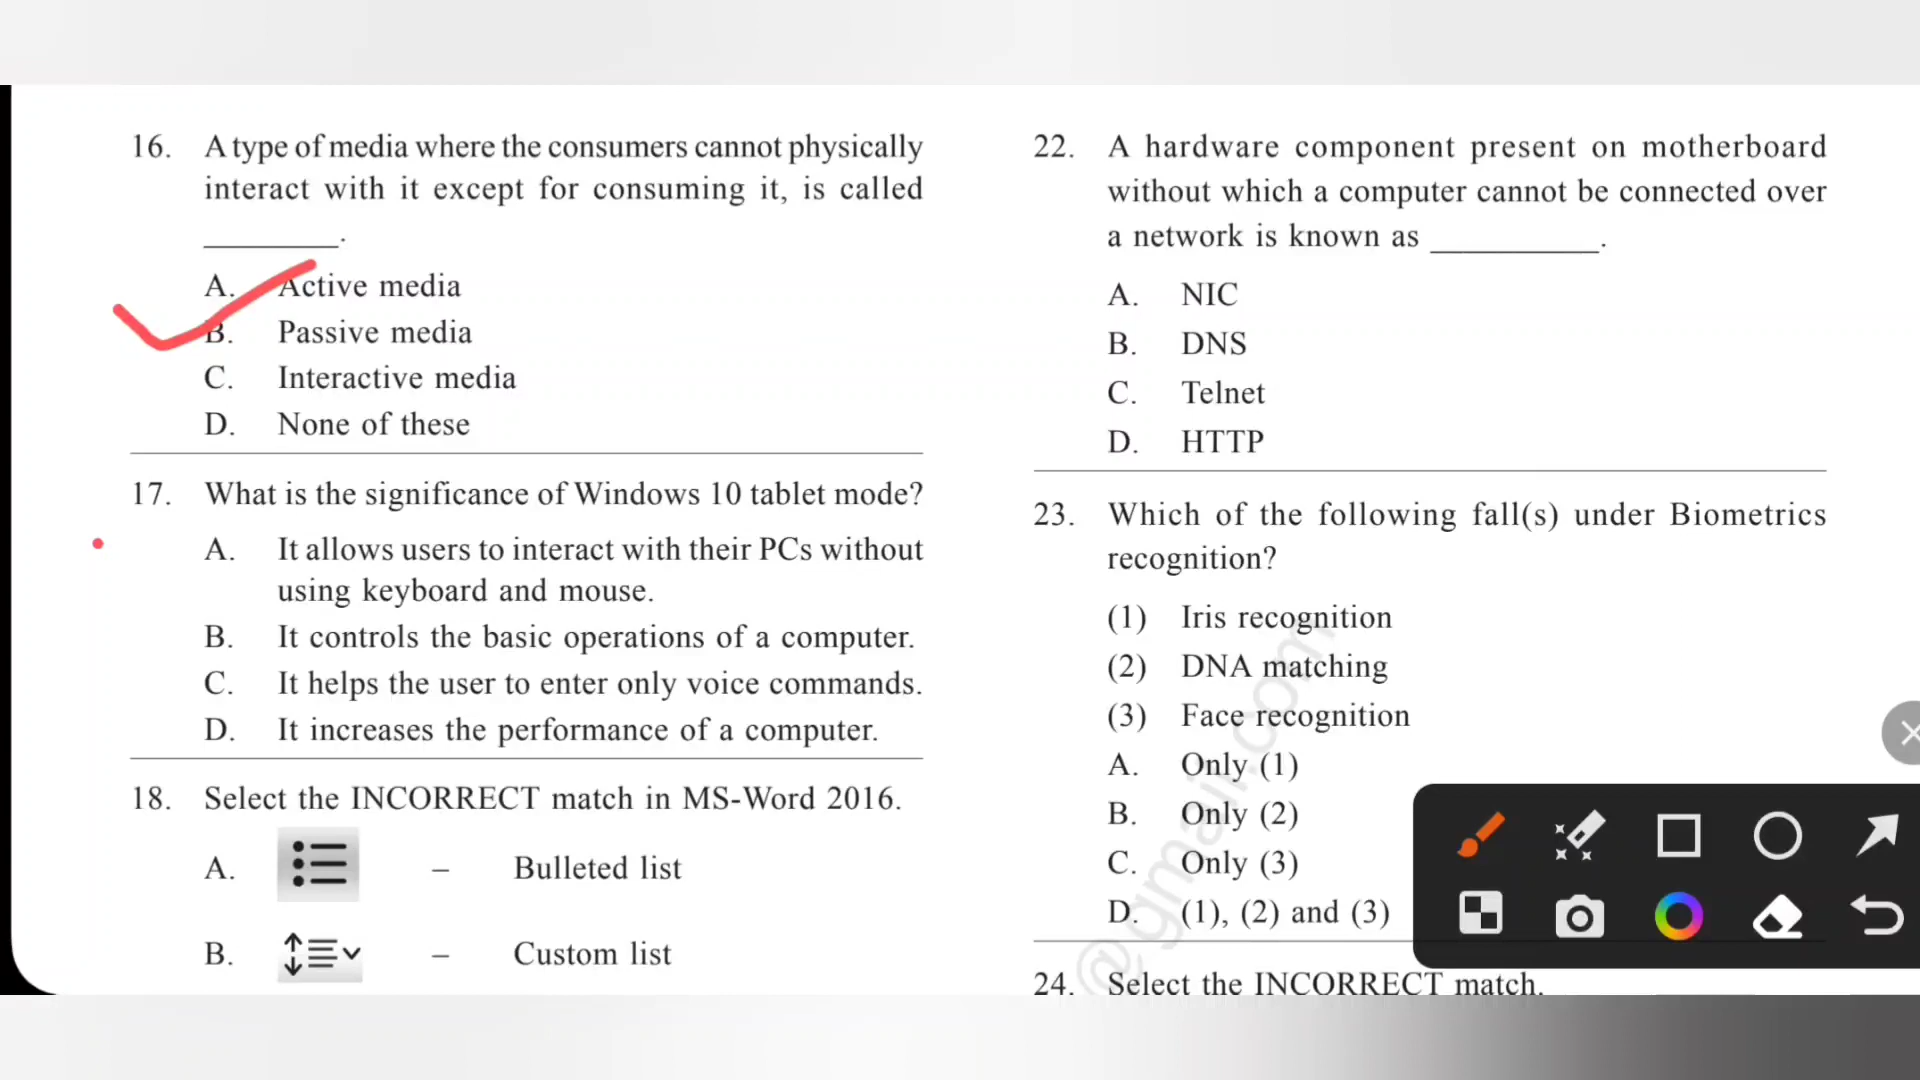 16. A type of media where the consumers cannot physically
interact with it except for consuming it, is called
________.
A. Active media
B. Passive media
C. Interactive media
D. None of these
17. What is the significance of Windows 10 tablet mode?
A. It allows users to interact with their PCs without
using keyboard and mouse.
B. It controls the basic operations of a computer.
C. It helps the user to enter only voice commands.
D. It increases the performance of a computer.
18. Select the INCORRECT match in MS-Word 2016.
A. – Bulleted list
B. – Custom list
22. A hardware component present on motherboard
without which a computer cannot be connected over
a network is known as __________.
A. NIC
B. DNS
C. Telnet
D. HTTP
23. Which of the following fall(s) under Biometrics
recognition?
(1) Iris recognition
(2) DNA matching
(3) Face recognition
A. Only (1)
B. Only (2)
C. Only (3)
D. (1), (2) and (3)
24. Select the INCORRECT match.
@gmail.com